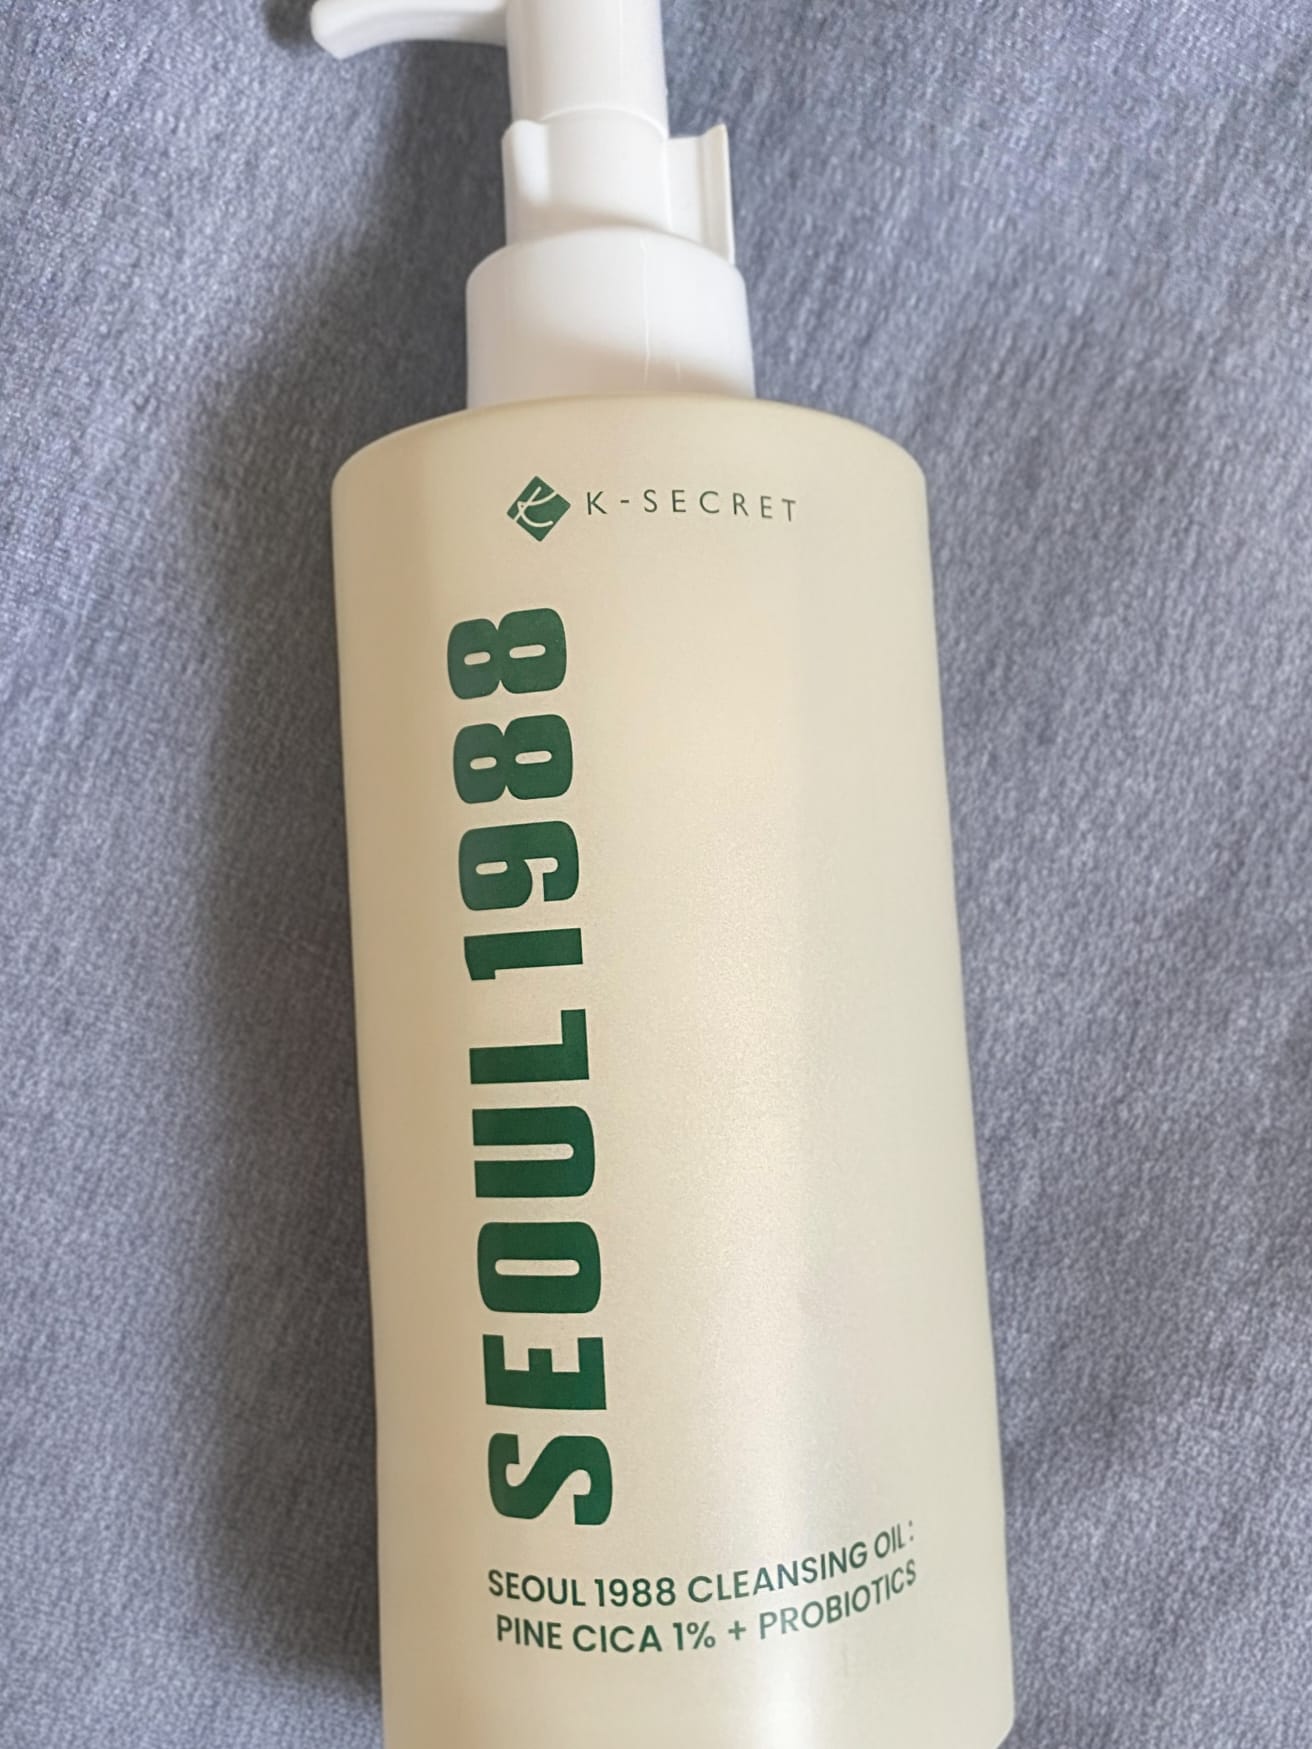 K-SECRET
SEOUL1988
SEOUL 1988 CLEANSING OIL:
PINE CICA 1% + PROBIOTICS